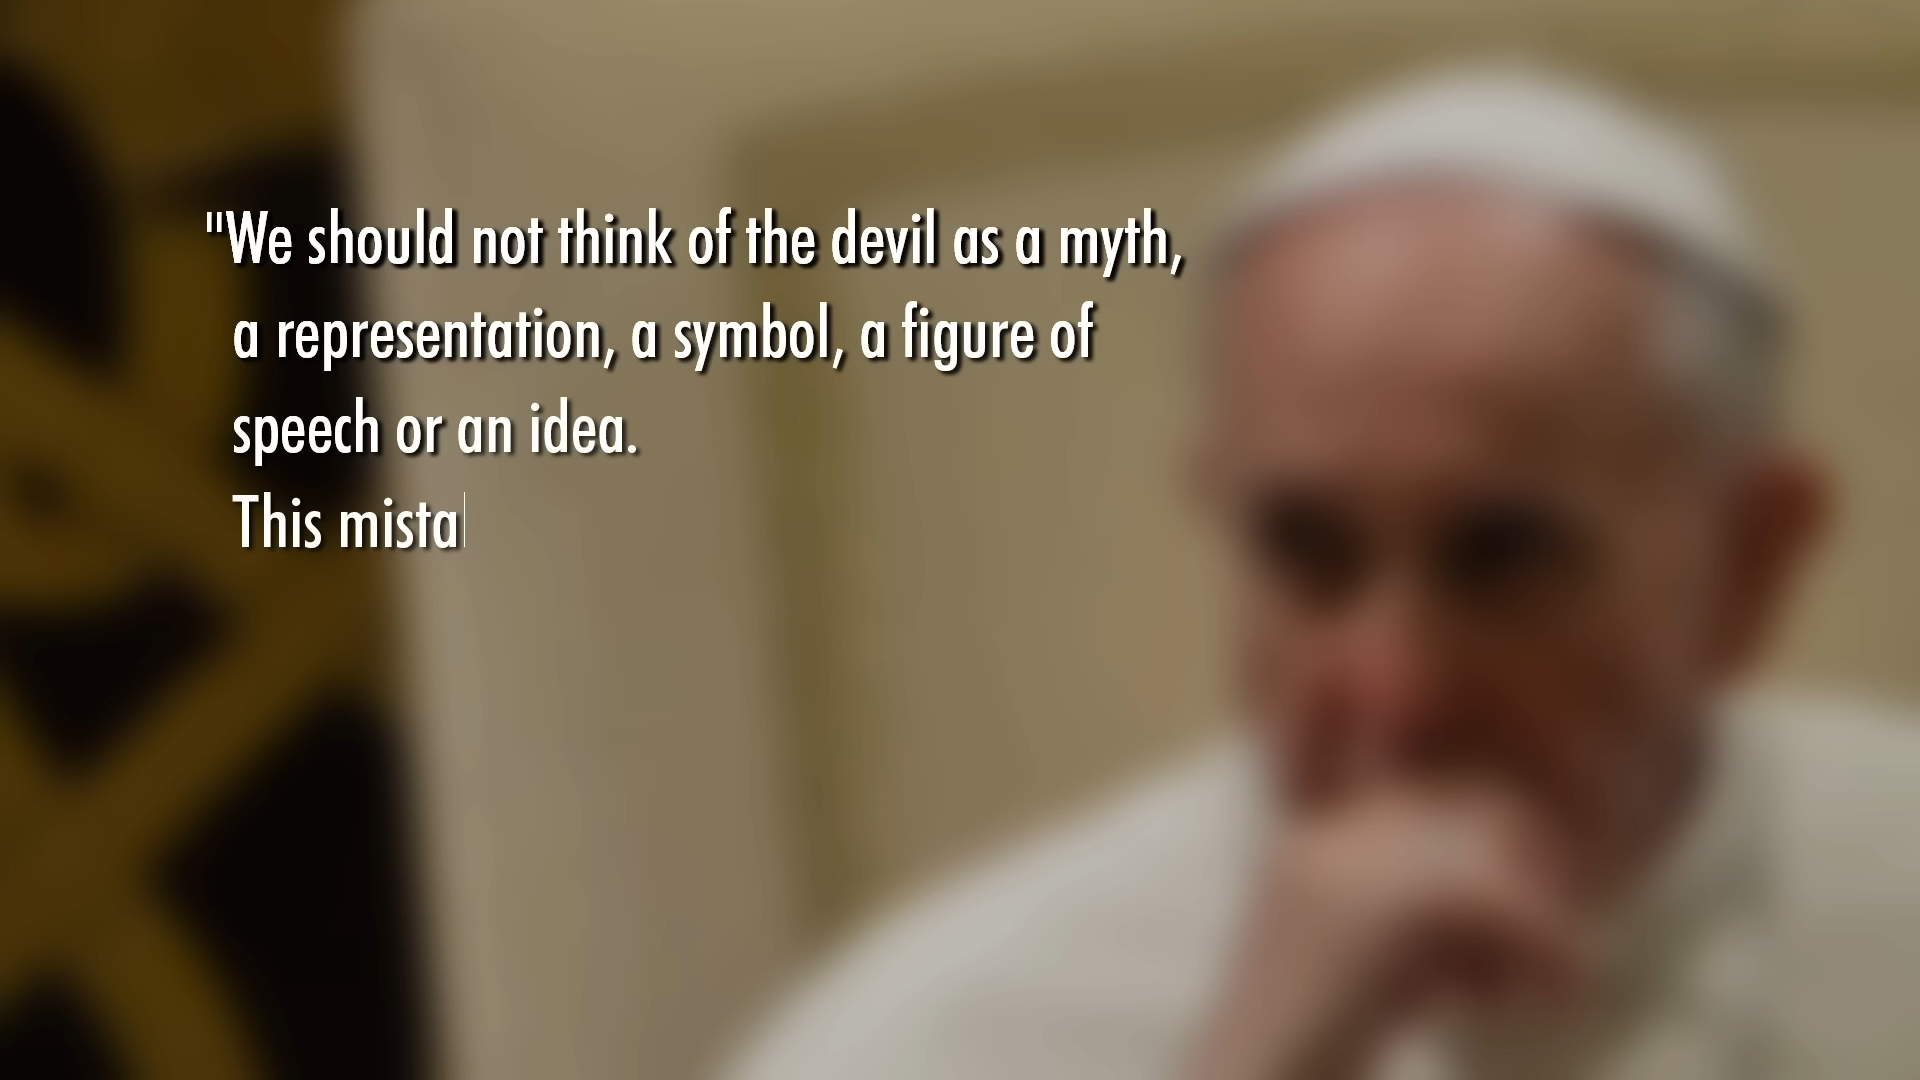 "We should not think of the devil as a myth,
a representation, a symbol, a figure of
speech or an idea.
This mista